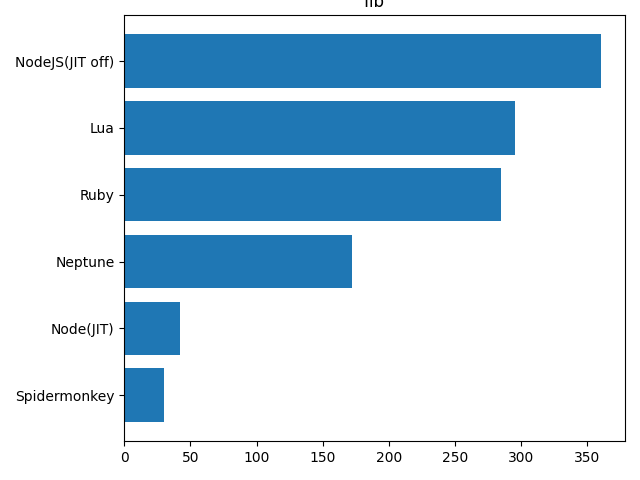 fib
NodeJS(JIT off)
Lua
Ruby
Neptune
Node(JIT)
Spidermonkey
0 50 100 150 200 250 300 350